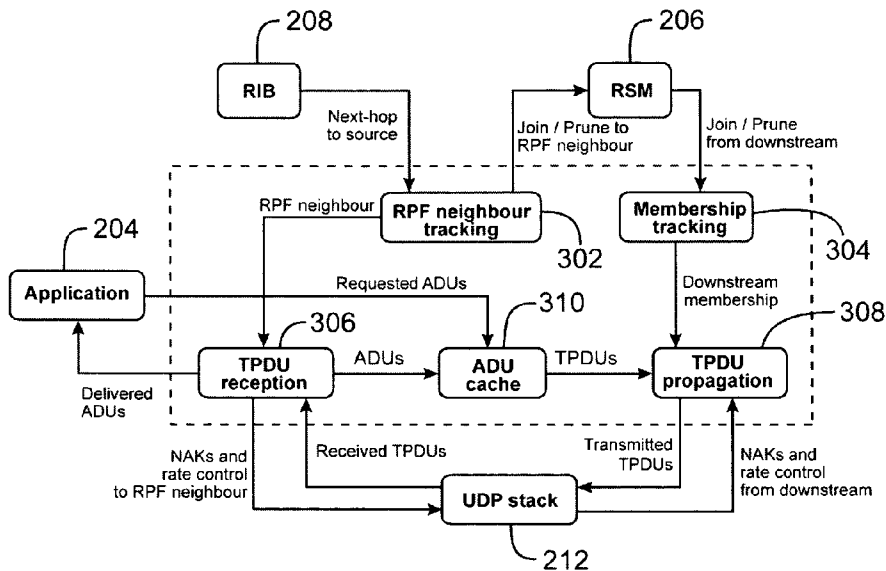 208
206
RIB
RSM
Next-hop
to source
Join / Prune to
RPF neighbour
Join / Prune
from downstream
RPF neighbour
RPF neighbour
tracking
302
Membership
tracking
304
204
Application
Requested ADUs
310
Downstream
membership
308
306
TPDU
reception
ADUs
ADU
cache
TPDUs
TPDU
propagation
Delivered
ADUs
NAKs and
rate control
to RPF neighbour
Received TPDUs
Transmitted
TPDUs
NAKs and
rate control
from downstream
UDP stack
212